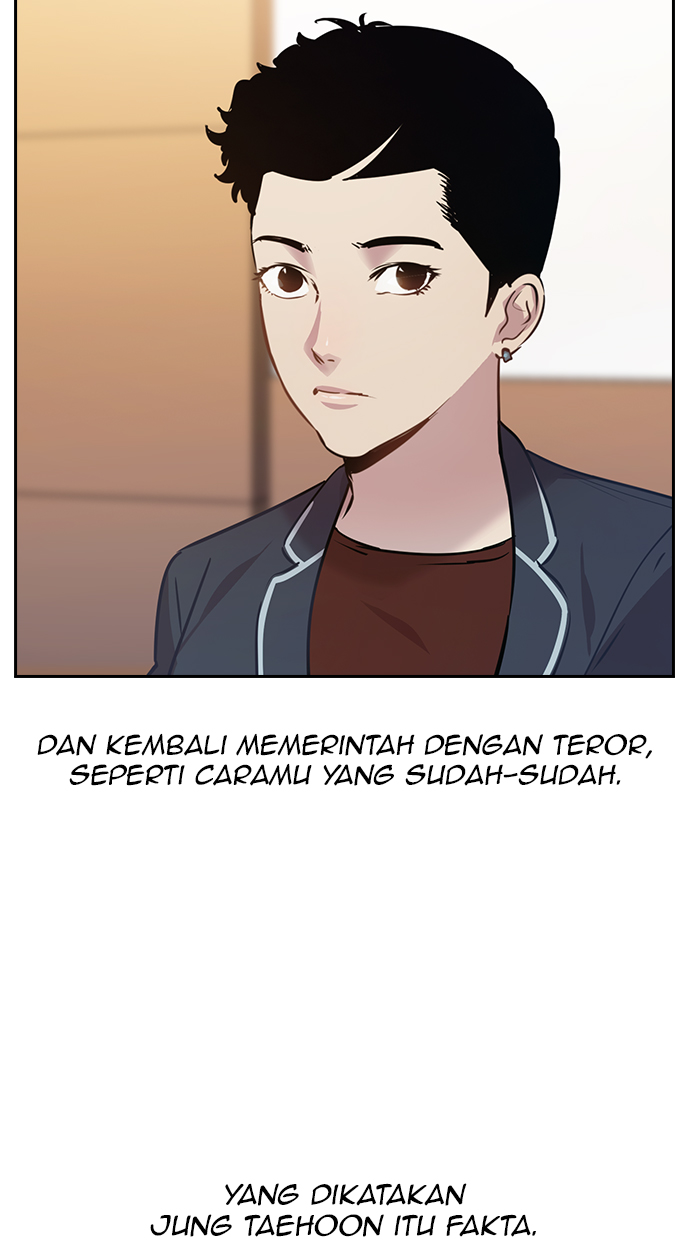 DAN KEMBALI MEMERINTAH DENGAN TEROR,
SEPERTI CARAMU YANG SUDAH-SUDAH.
YANG DIKATAKAN
JUNG TAEHOON ITU FAKTA.